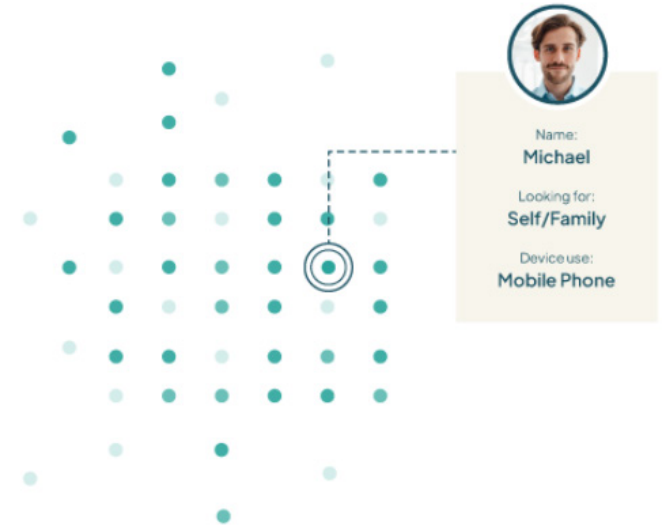 Name:
Michael
Looking for:
Self/Family
Device use:
Mobile Phone